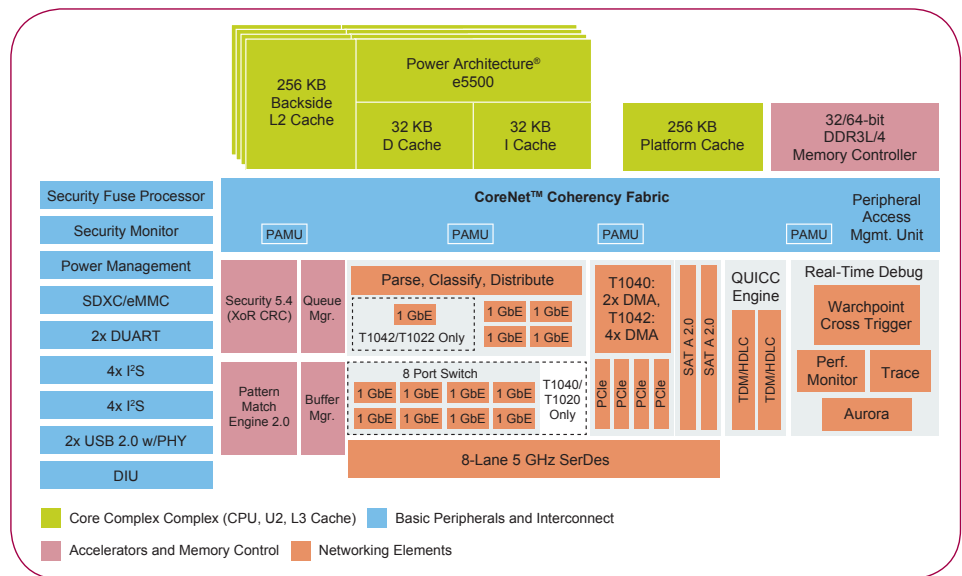 Power Architecture®
e5500
256 KB
Backside
L2 Cache
32 KB
D Cache
32 KB
I Cache
256 KB
Platform Cache
32/64-bit
DDR3L/4
Memory Controller
Security Fuse Processor
Security Monitor
Power Management
SDXC/eMMC
2x DUART
4x I²S
4x I²S
2x USB 2.0 w/PHY
DIU
CoreNet™ Coherency Fabric
PAMU
PAMU
PAMU
PAMU
Peripheral
Access
Mgmt. Unit
Security 5.4
(XoR CRC)
Queue
Mgr.
Pattern
Match
Engine 2.0
Buffer
Mgr.
Parse, Classify, Distribute
1 GbE
T1042/T1022 Only
1 GbE 1 GbE
1 GbE 1 GbE
8 Port Switch
1 GbE 1 GbE 1 GbE 1 GbE
1 GbE 1 GbE 1 GbE 1 GbE
T1040/
T1020
Only
T1040:
2x DMA,
T1042:
4x DMA
PCIe
PCIe
PCIe
PCIe
SAT A 2.0
SAT A 2.0
8-Lane 5 GHz SerDes
QUICC
Engine
TDM/HDLC
TDM/HDLC
Real-Time Debug
Warchpoint
Cross Trigger
Perf.
Monitor
Trace
Aurora
Core Complex Complex (CPU, U2, L3 Cache)
Basic Peripherals and Interconnect
Accelerators and Memory Control
Networking Elements